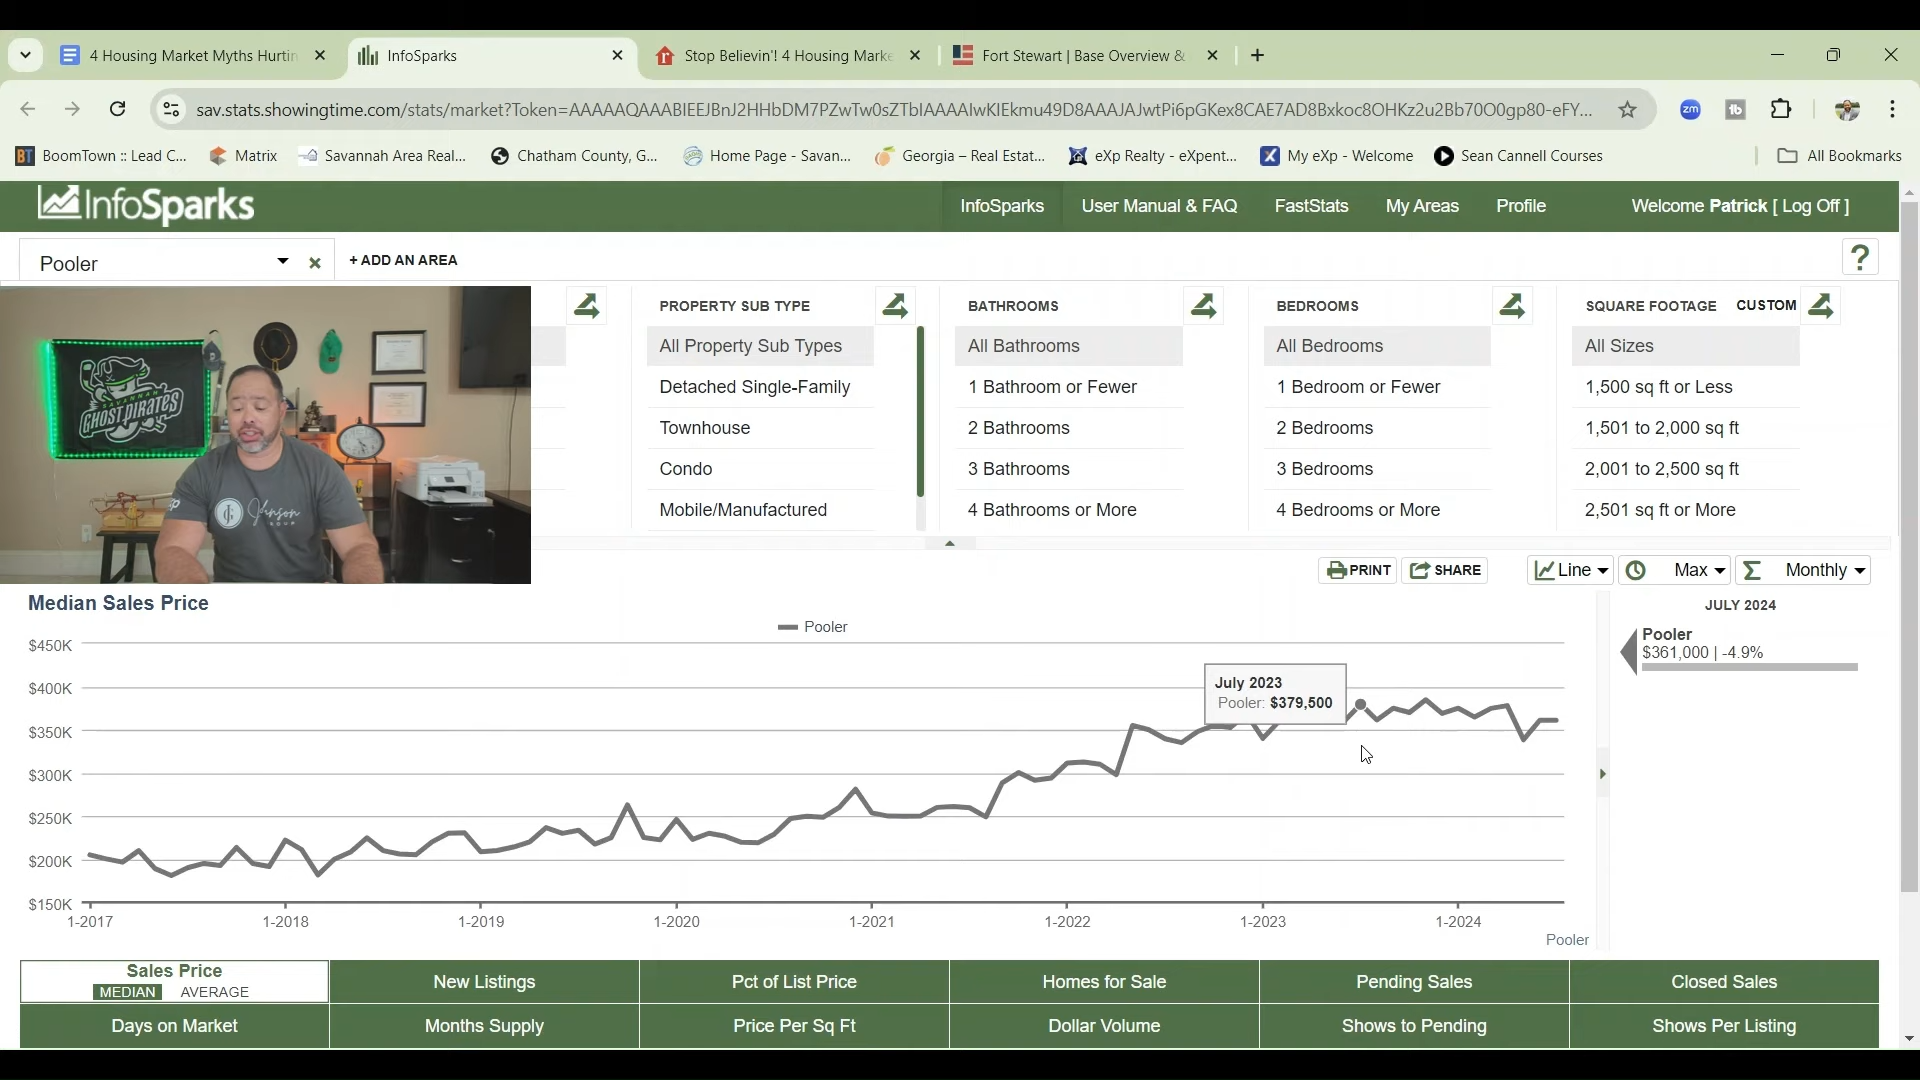 4 Housing Market Myths Hurtin
InfoSparks
Stop Believin'! 4 Housing Marke
Fort Stewart | Base Overview &
sav.stats.showingtime.com/stats/market?Token=AAAAAQAAABIEEJBnJ2HHbDM7PZwTw0sZTbIAAAAIwKIEkmu49D8AAAJAJwtPi6pGKex8CAE7AD8Bxkoc8OHKz2u2Bb70O0gp80-eFY...
zm
tb
BT BoomTown :: Lead C...
Matrix
Savannah Area Real...
Chatham County, G...
Home Page - Savan...
Georgia – Real Estat...
eXp Realty - eXpent...
My eXp - Welcome
Sean Cannell Courses
All Bookmarks
InfoSparks
InfoSparks
User Manual & FAQ
FastStats
My Areas
Profile
Welcome Patrick [ Log Off ]
Pooler
+ ADD AN AREA
?
PROPERTY SUB TYPE
All Property Sub Types
Detached Single-Family
Townhouse
Condo
Mobile/Manufactured
BATHROOMS
All Bathrooms
1 Bathroom or Fewer
2 Bathrooms
3 Bathrooms
4 Bathrooms or More
BEDROOMS
All Bedrooms
1 Bedroom or Fewer
2 Bedrooms
3 Bedrooms
4 Bedrooms or More
SQUARE FOOTAGE CUSTOM
All Sizes
1,500 sq ft or Less
1,501 to 2,000 sq ft
2,001 to 2,500 sq ft
2,501 sq ft or More
SAVANNAH
GHOST PIRATES
Johnson
GROUP
PRINT
SHARE
Line
Max
Monthly
Median Sales Price
Pooler
$450K
$400K
$350K
$300K
$250K
$200K
$150K
July 2023
Pooler: $379,500
1-2017
1-2018
1-2019
1-2020
1-2021
1-2022
1-2023
1-2024
Pooler
JULY 2024
Pooler
$361,000 | -4.9%
Sales Price
MEDIAN AVERAGE
New Listings
Pct of List Price
Homes for Sale
Pending Sales
Closed Sales
Days on Market
Months Supply
Price Per Sq Ft
Dollar Volume
Shows to Pending
Shows Per Listing